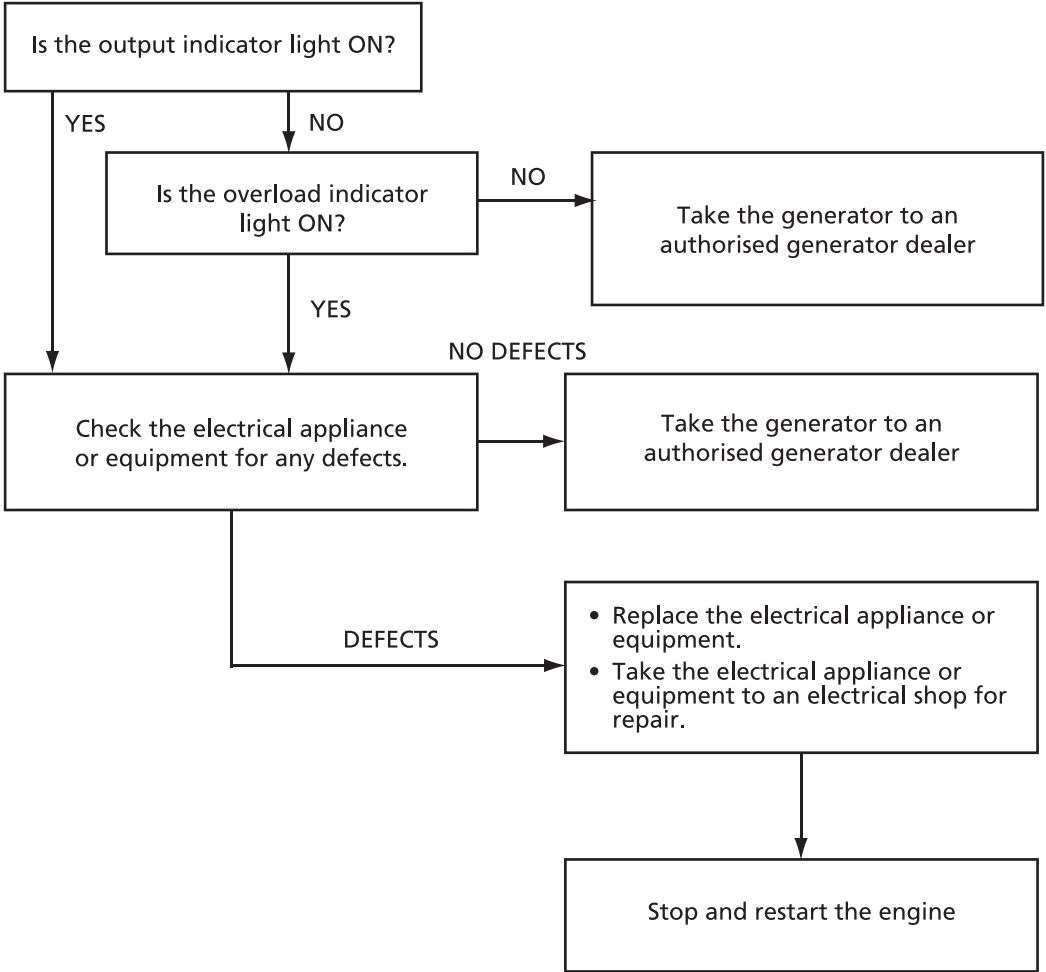 Is the output indicator light ON?
YES
NO
Is the overload indicator
light ON?
NO
Take the generator to an
authorised generator dealer
YES
NO DEFECTS
Check the electrical appliance
or equipment for any defects.
Take the generator to an
authorised generator dealer
DEFECTS
• Replace the electrical appliance or
equipment.
• Take the electrical appliance or
equipment to an electrical shop for
repair.
Stop and restart the engine